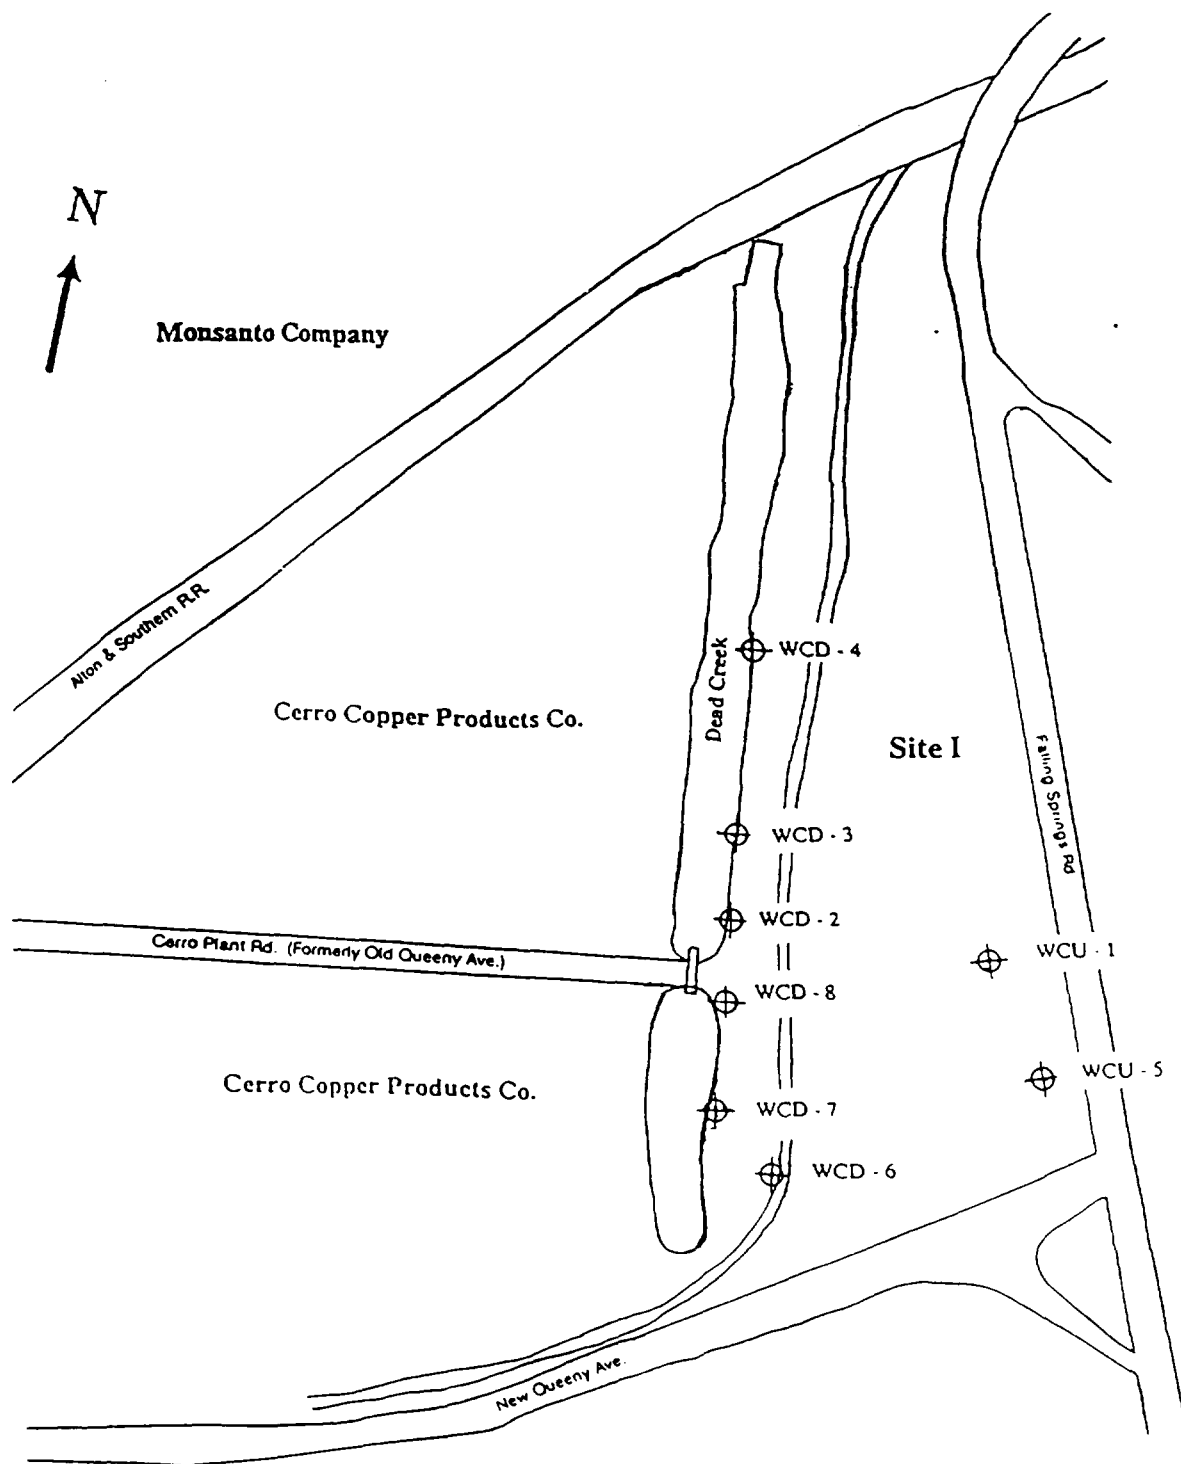 N
Monsanto Company
Alton & Southern R.R.
Dead Creek
WCD - 4
Cerro Copper Products Co.
Site I
Falling Springs Rd
WCD - 3
WCD - 2
Cerro Plant Rd. (Formerly Old Queeny Ave.)
WCU - 1
WCD - 8
WCU - 5
Cerro Copper Products Co.
WCD - 7
WCD - 6
New Queeny Ave.